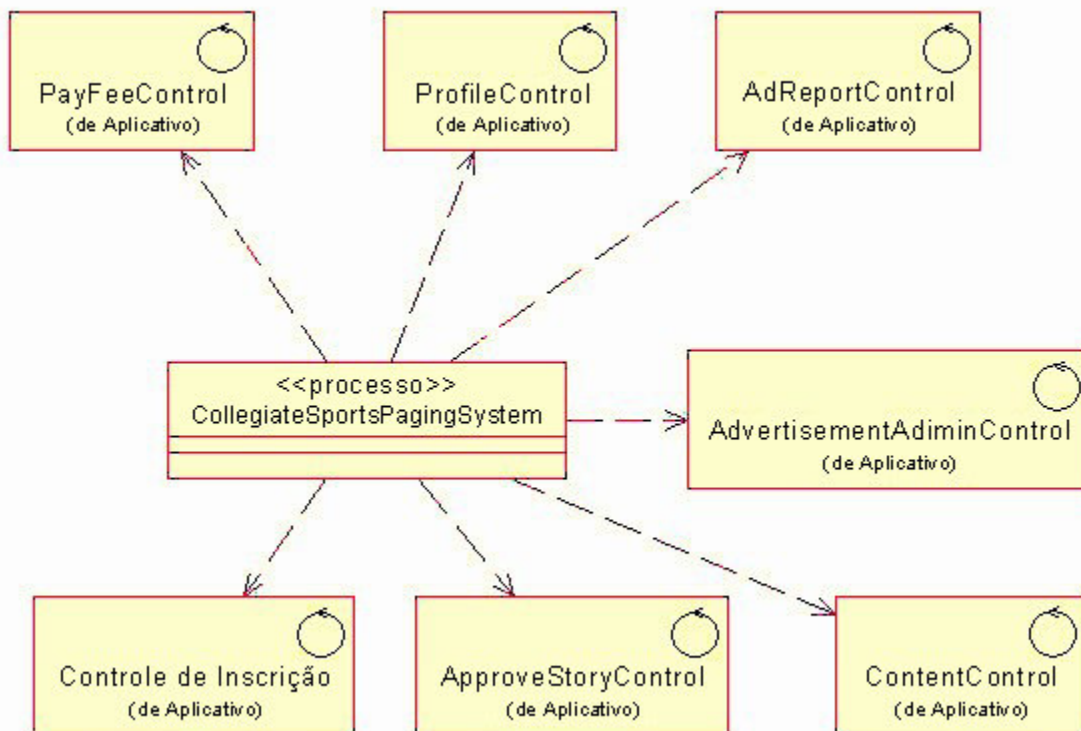 PayFeeControl
(de Aplicativo)
ProfileControl
(de Aplicativo)
AdReportControl
(de Aplicativo)
<<processo>>
CollegiateSportsPagingSystem
AdvertisementAdiminControl
(de Aplicativo)
Controle de Inscrição
(de Aplicativo)
ApproveStoryControl
(de Aplicativo)
ContentControl
(de Aplicativo)